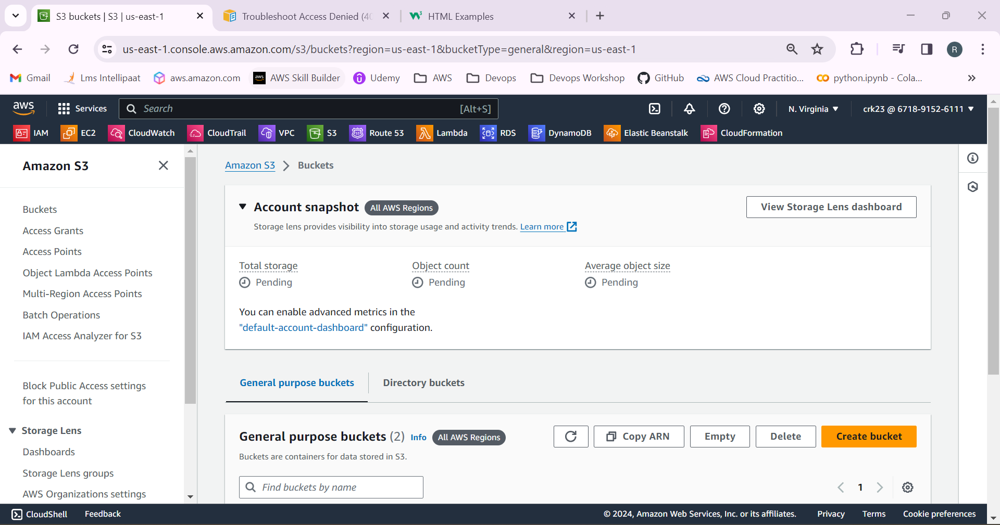 S3 buckets | S3 | us-east-1
Troubleshoot Access Denied (40
HTML Examples
us-east-1.console.aws.amazon.com/s3/buckets?region=us-east-1&bucketType=general&region=us-east-1
R
Gmail
Lms Intellipaat
aws.amazon.com
aws
AWS Skill Builder
Udemy
AWS
Devops
Devops Workshop
GitHub
AWS Cloud Practitio...
python.ipynb - Cola...
aws
Services
Search
[Alt+S]
N. Virginia
crk23 @ 6718-9152-6111
IAM
EC2
CloudWatch
CloudTrail
VPC
S3
Route 53
Lambda
RDS
DynamoDB
Elastic Beanstalk
CloudFormation
Amazon S3
Buckets
Access Grants
Access Points
Object Lambda Access Points
Multi-Region Access Points
Batch Operations
IAM Access Analyzer for S3
Block Public Access settings
for this account
Storage Lens
Dashboards
Storage Lens groups
AWS Organizations settings
Amazon S3
Buckets
Account snapshot
All AWS Regions
View Storage Lens dashboard
Storage lens provides visibility into storage usage and activity trends. Learn more
Total storage
Pending
Object count
Pending
Average object size
Pending
You can enable advanced metrics in the
"default-account-dashboard" configuration.
General purpose buckets
Directory buckets
General purpose buckets (2) Info
All AWS Regions
Copy ARN
Empty
Delete
Create bucket
Buckets are containers for data stored in S3.
Find buckets by name
1
CloudShell
Feedback
© 2024, Amazon Web Services, Inc. or its affiliates.
Privacy
Terms
Cookie preferences